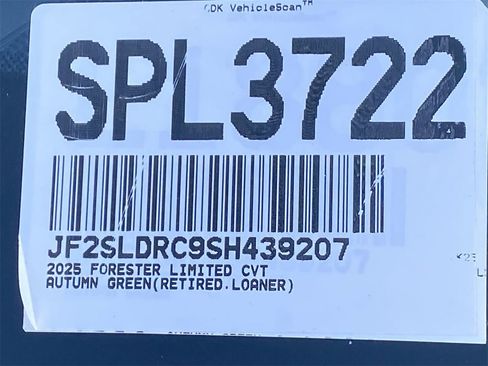 CDK VehicleScan™
SPL3722
JF2SLDRC9SH439207
2025 FORESTER LIMITED CVT
AUTUMN GREEN(RETIRED.LOANER)